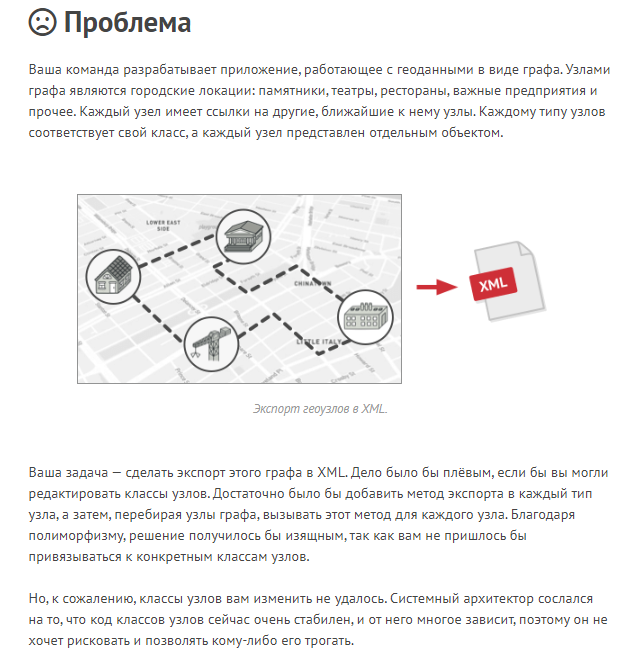 Проблема
Ваша команда разрабатывает приложение, работающее с геоданными в виде графа. Узлами
графа являются городские локации: памятники, театры, рестораны, важные предприятия и
прочее. Каждый узел имеет ссылки на другие, ближайшие к нему узлы. Каждому типу узлов
соответствует свой класс, а каждый узел представлен отдельным объектом.
LOWER EAST
SIDE
CHINATOWN
LITTLE ITALY
XML
Экспорт геоузлов в XML.
Ваша задача — сделать экспорт этого графа в XML. Дело было бы плёвым, если бы вы могли
редактировать классы узлов. Достаточно было бы добавить метод экспорта в каждый тип
узла, а затем, перебирая узлы графа, вызывать этот метод для каждого узла. Благодаря
полиморфизму, решение получилось бы изящным, так как вам не пришлось бы
привязываться к конкретным классам узлов.
Но, к сожалению, классы узлов вам изменить не удалось. Системный архитектор сослался
на то, что код классов узлов сейчас очень стабилен, и от него многое зависит, поэтому он не
хочет рисковать и позволять кому-либо его трогать.